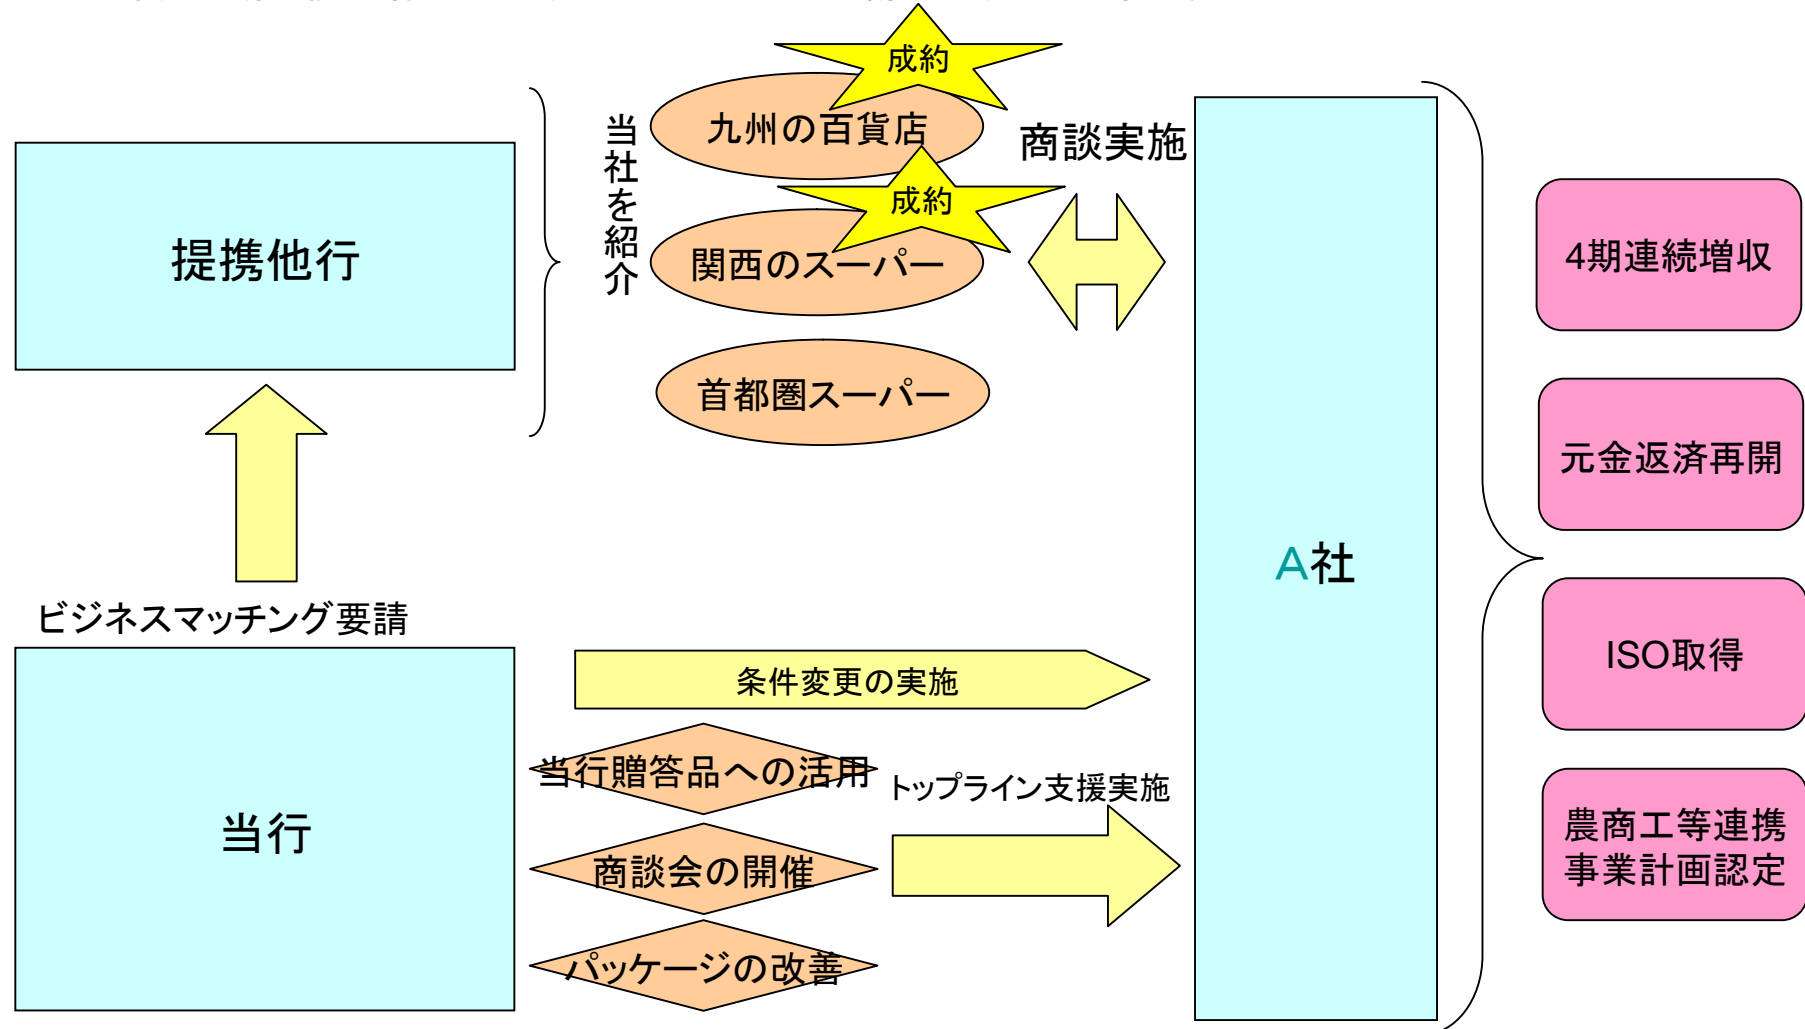 成約
九州の百貨店
商談実施
当社を紹介
成約
提携他行
関西のスーパー
4期連続増収
首都圏スーパー
元金返済再開
A社
ビジネスマッチング要請
ISO取得
条件変更の実施
当行贈答品への活用
トップライン支援実施
当行
農商工等連携
事業計画認定
商談会の開催
パッケージの改善